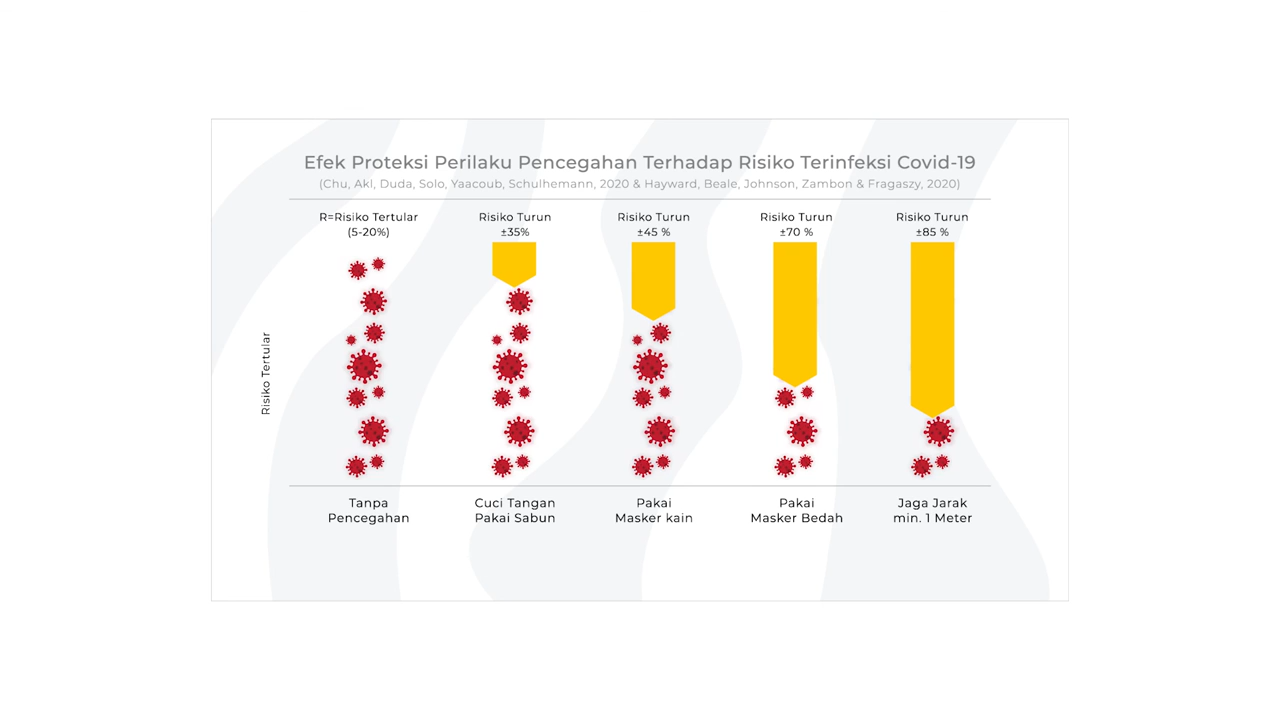 Efek Proteksi Perilaku Pencegahan Terhadap Risiko Terinfeksi Covid-19
(Chu, Akl, Duda, Solo, Yaacoub, Schulhemann, 2020 & Hayward, Beale, Johnson, Zambon & Fragaszy, 2020)
R=Risiko Tertular
(5-20%)
Risiko Turun
±35%
Risiko Turun
±45 %
Risiko Turun
±70 %
Risiko Turun
±85 %
Risiko Tertular
Tanpa
Pencegahan
Cuci Tangan
Pakai Sabun
Pakai
Masker kain
Pakai
Masker Bedah
Jaga Jarak
min. 1 Meter